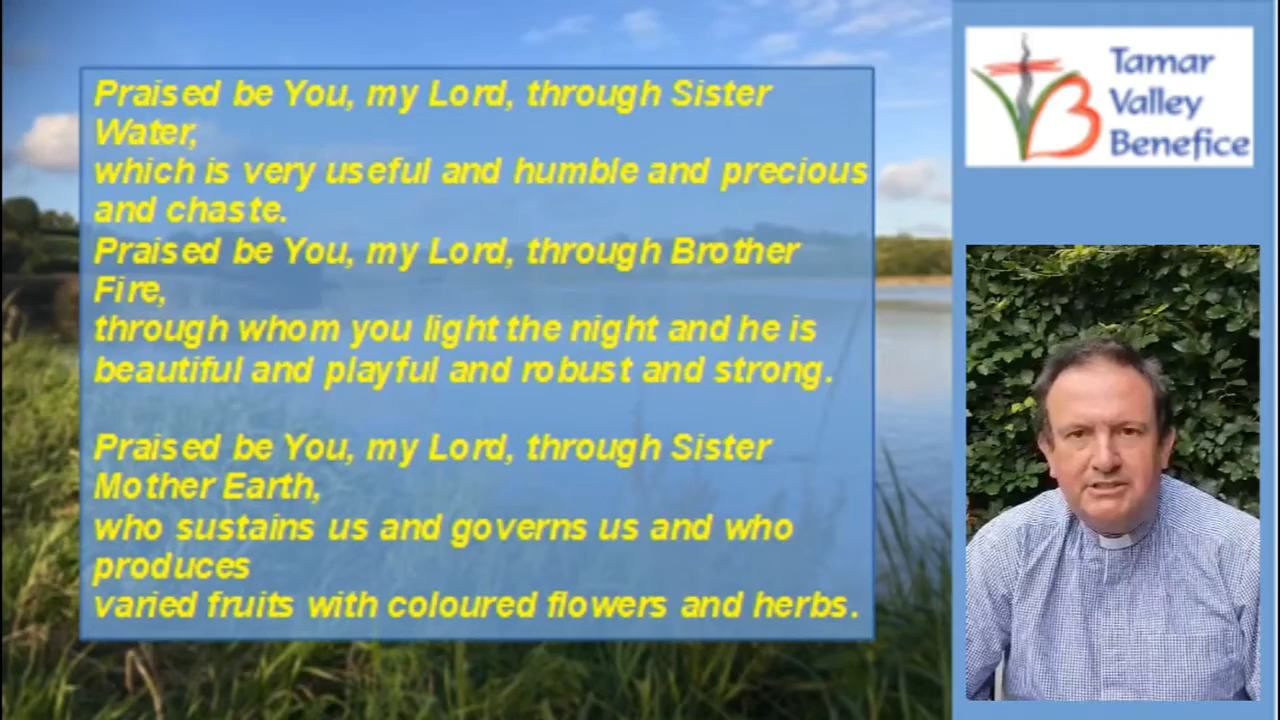 Praised be You, my Lord, through Sister
Water,
which is very useful and humble and precious
and chaste.
Praised be You, my Lord, through Brother
Fire,
through whom you light the night and he is
beautiful and playful and robust and strong.
Praised be You, my Lord, through Sister
Mother Earth,
who sustains us and governs us and who
produces
varied fruits with coloured flowers and herbs.
Tamar
Valley
Benefice